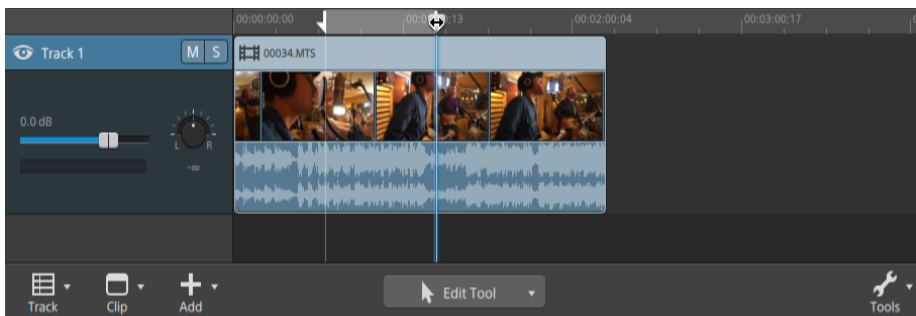 00:00:00;00
00:02:00;04
00:03:00;17
Track 1
M
S
00034.MTS
0.0 dB
L
R
-∞
Track
Clip
Add
Edit Tool
Tools